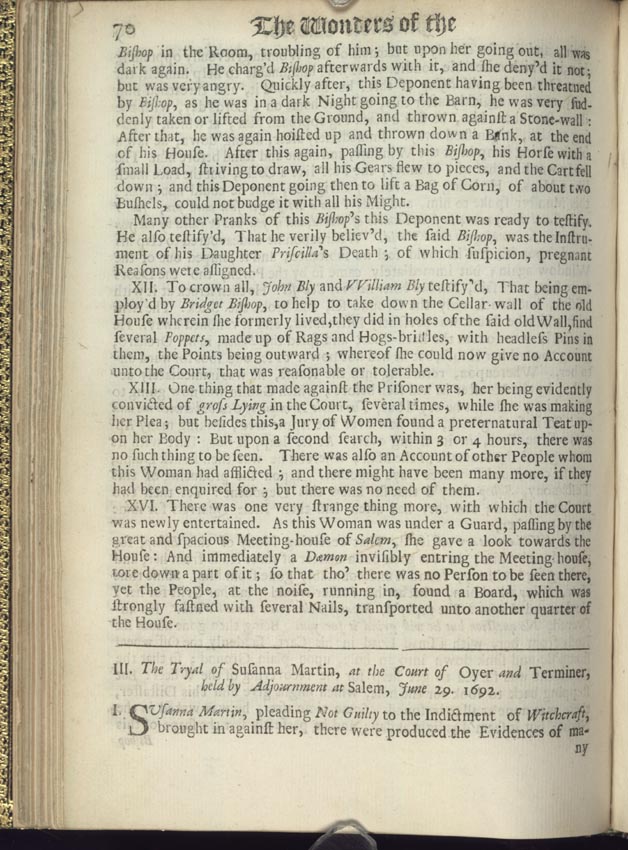 70 The Wonders of the
Biſhop in the Room, troubling of him; but upon her going out, all was
dark again. He charg'd Biſhop afterwards with it, and ſhe deny'd it not;
but was very angry. Quickly after, this Deponent having been threatned
by Biſhop, as he was in a dark Night going to the Barn, he was very ſud-
denly taken or lifted from the Ground, and thrown againſt a Stone-wall :
After that, he was again hoiſted up and thrown down a Bank, at the end
of his Houſe. After this again, paſſing by this Biſhop, his Horſe with a
ſmall Load, ſtriving to draw, all his Gears flew to pieces, and the Cart fell
down ; and this Deponent going then to lift a Bag of Corn, of about two
Buſhels, could not budge it with all his Might.
Many other Pranks of this Biſhop's this Deponent was ready to teſtify.
He alſo teſtify'd, That he verily believ'd, the ſaid Biſhop, was the Inſtru-
ment of his Daughter Priſcilla's Death ; of which ſuſpicion, pregnant
Reaſons were aſſigned.
XII. To crown all, John Bly and VVilliam Bly teſtify'd, That being em-
ploy'd by Bridget Biſhop, to help to take down the Cellar-wall of the old
Houſe wherein ſhe formerly lived,they did in holes of the ſaid old Wall,find
ſeveral Poppets, made up of Rags and Hogs-briſtles, with headleſs Pins in
them, the Points being outward ; whereof ſhe could now give no Account
unto the Court, that was reaſonable or tolerable.
XIII. One thing that made againſt the Priſoner was, her being evidently
convicted of groſs Lying in the Court, ſeveral times, while ſhe was making
her Plea; but beſides this,a Jury of Women found a preternatural Teat up-
on her Body : But upon a ſecond ſearch, within 3 or 4 hours, there was
no ſuch thing to be ſeen. There was alſo an Account of other People whom
this Woman had afflicted ; and there might have been many more, if they
had been enquired for ; but there was no need of them.
XVI. There was one very ſtrange thing more, with which the Court
was newly entertained. As this Woman was under a Guard, paſſing by the
great and ſpacious Meeting-houſe of Salem, ſhe gave a look towards the
Houſe : And immediately a Dæmon inviſibly entring the Meeting-houſe,
tore down a part of it ; ſo that tho' there was no Perſon to be ſeen there,
yet the People, at the noiſe, running in, found a Board, which was
ſtrongly faſtned with ſeveral Nails, tranſported unto another quarter of
the Houſe.
III. The Tryal of Suſanna Martin, at the Court of Oyer and Terminer,
held by Adjournment at Salem, June 29. 1692.
I. SUſanna Martin, pleading Not Guilty to the Indictment of Witchcraft,
brought in againſt her, there were produced the Evidences of ma-
ny